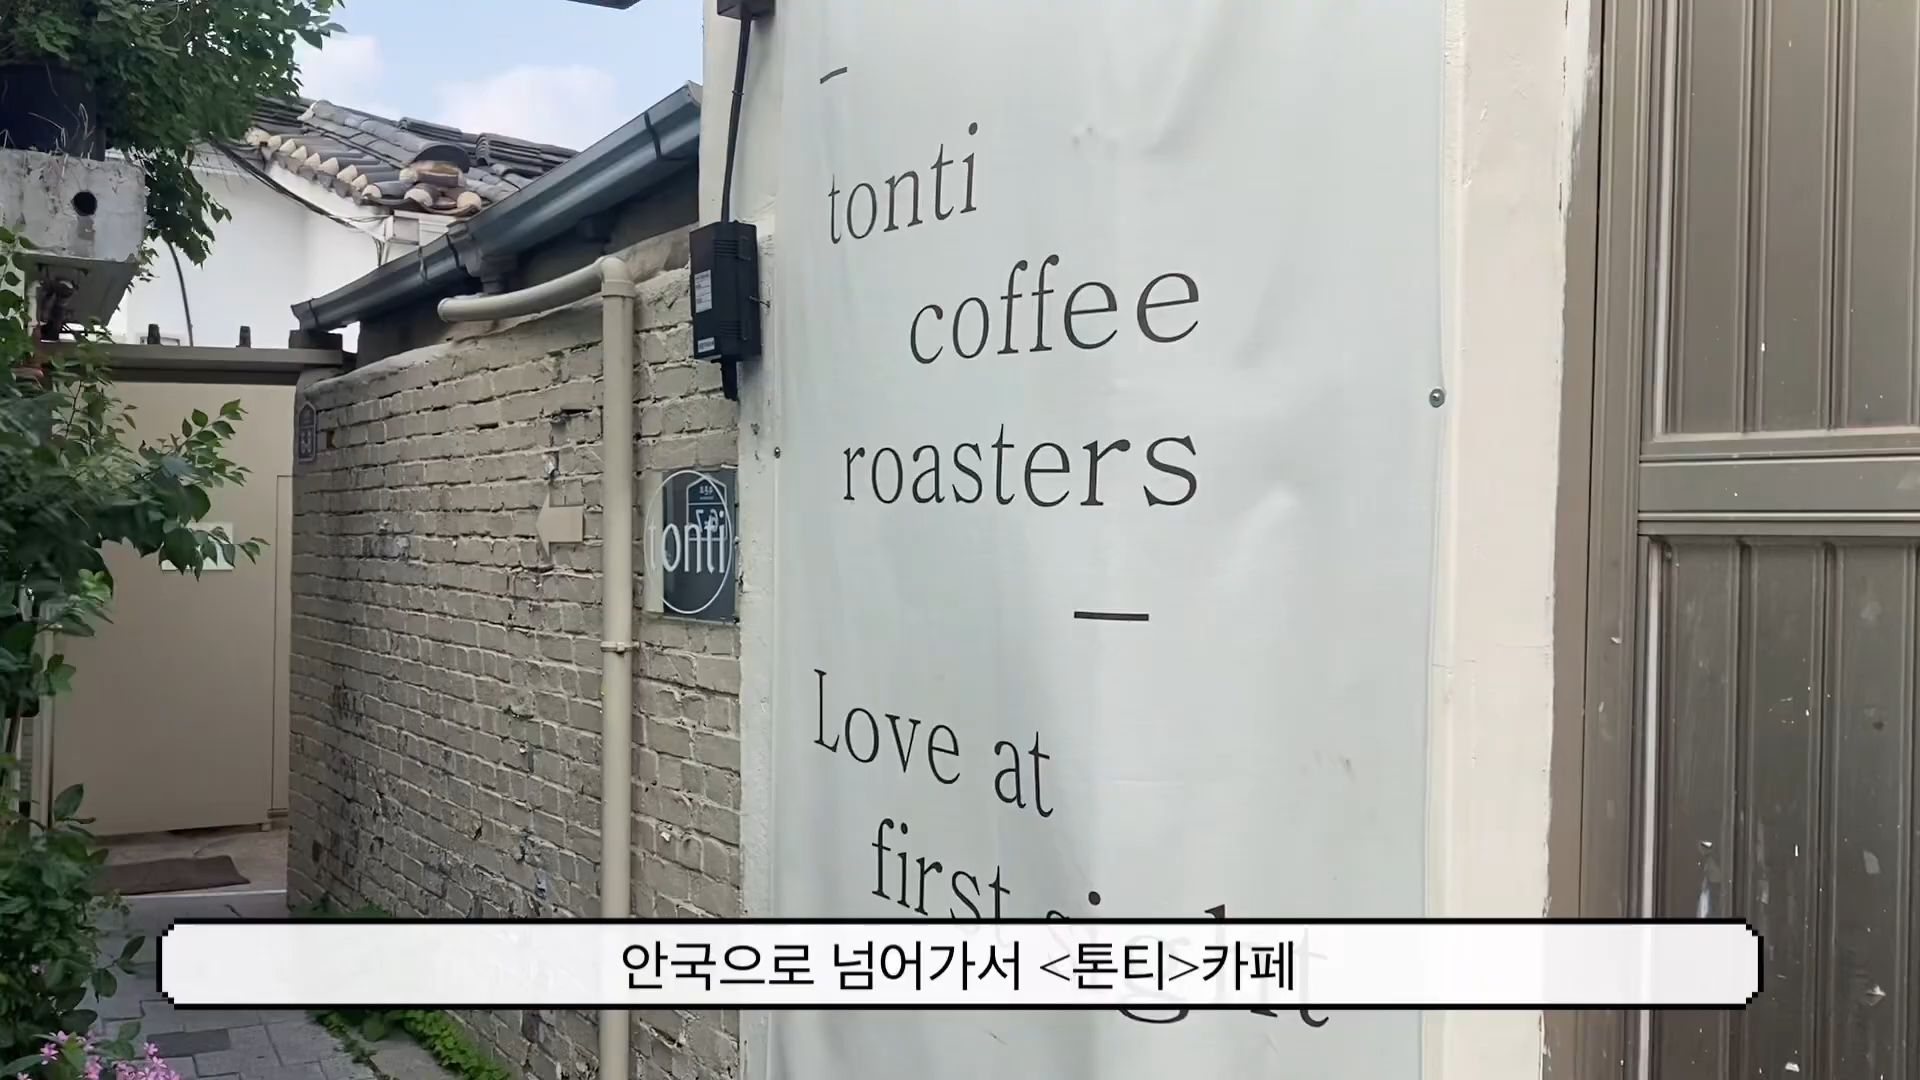 tonti
coffee
roasters
Love at
first sight
tonti
안국으로 넘어가서 <톤티>카페